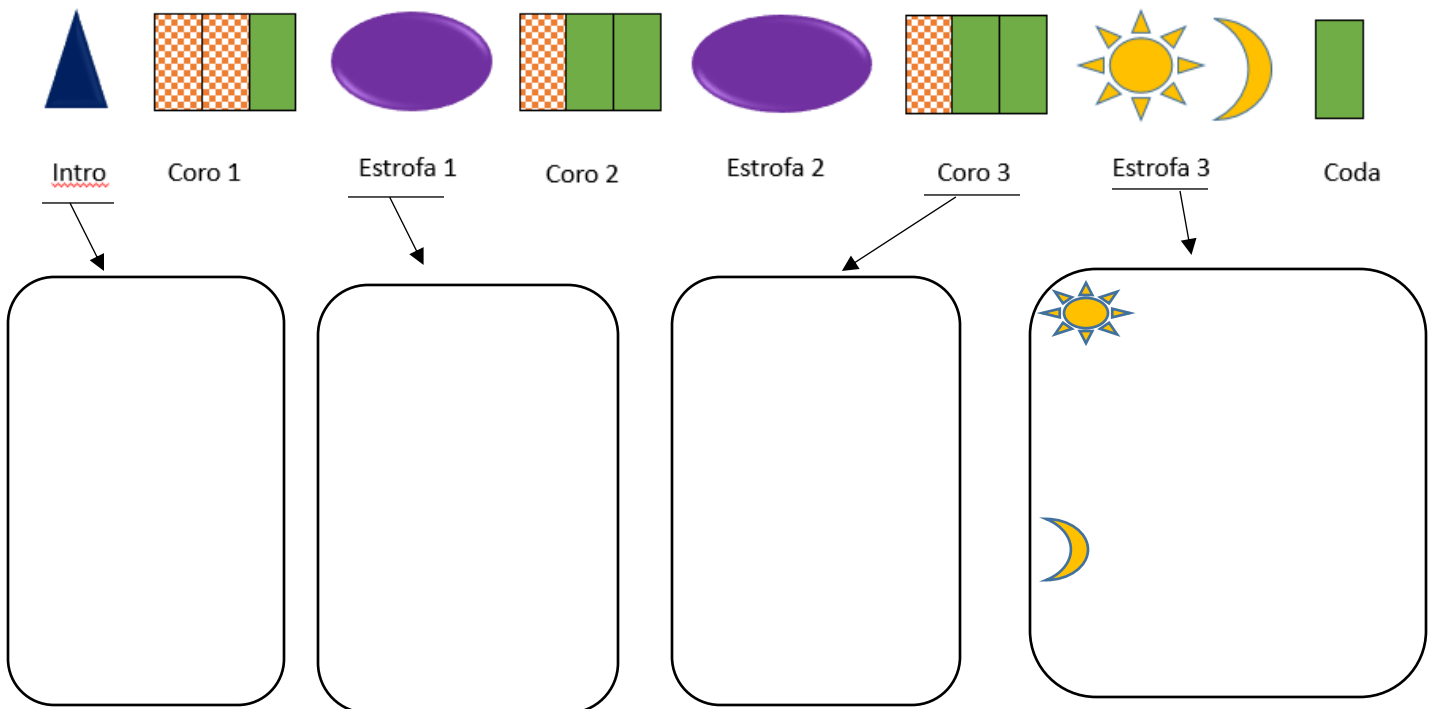 Intro
Coro 1
Estrofa 1
Coro 2
Estrofa 2
Coro 3
Estrofa 3
Coda